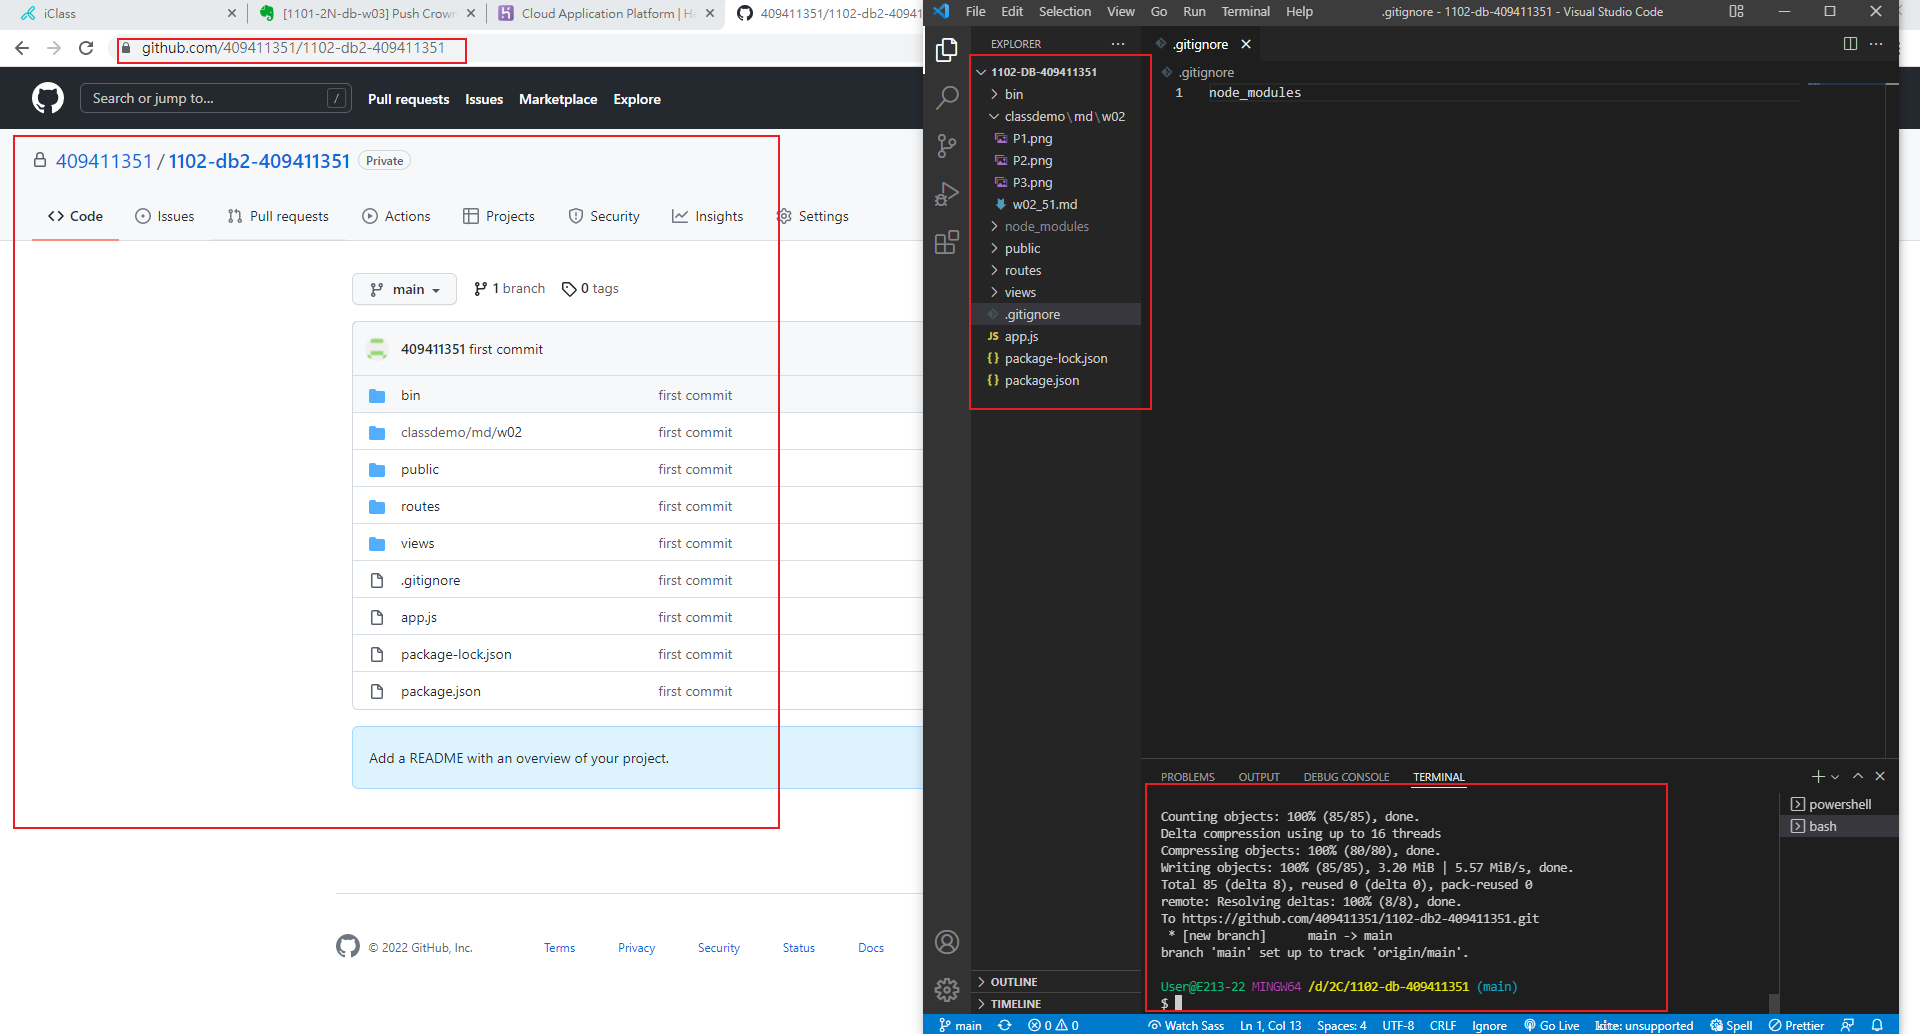 iClass
[1101-2N-db-w03] Push Crow
Cloud Application Platform | H
409411351/1102-db2-40941
github.com/409411351/1102-db2-409411351
Search or jump to...
/
Pull requests
Issues
Marketplace
Explore
409411351 / 1102-db2-409411351
Private
Code
Issues
Pull requests
Actions
Projects
Security
Insights
Settings
main
1 branch
0 tags
409411351 first commit
bin first commit
classdemo/md/w02 first commit
public first commit
routes first commit
views first commit
.gitignore first commit
app.js first commit
package-lock.json first commit
package.json first commit
Add a README with an overview of your project.
© 2022 GitHub, Inc.
Terms
Privacy
Security
Status
Docs
File Edit Selection View Go Run Terminal Help
.gitignore - 1102-db-409411351 - Visual Studio Code
EXPLORER
1102-DB-409411351
bin
classdemo\md\w02
P1.png
P2.png
P3.png
w02_51.md
node_modules
public
routes
views
.gitignore
JS app.js
{} package-lock.json
{} package.json
OUTLINE
TIMELINE
.gitignore
.gitignore
1 node_modules
PROBLEMS OUTPUT DEBUG CONSOLE TERMINAL
Counting objects: 100% (85/85), done.
Delta compression using up to 16 threads
Compressing objects: 100% (80/80), done.
Writing objects: 100% (85/85), 3.20 MiB | 5.57 MiB/s, done.
Total 85 (delta 8), reused 0 (delta 0), pack-reused 0
remote: Resolving deltas: 100% (8/8), done.
To https://github.com/409411351/1102-db2-409411351.git
* [new branch] main -> main
branch 'main' set up to track 'origin/main'.
User@E213-22 MINGW64 /d/2C/1102-db-409411351 (main)
$
powershell
bash
main
0
0
Watch Sass
Ln 1, Col 13
Spaces: 4
UTF-8
CRLF
Ignore
Go Live
kite: unsupported
Spell
Prettier